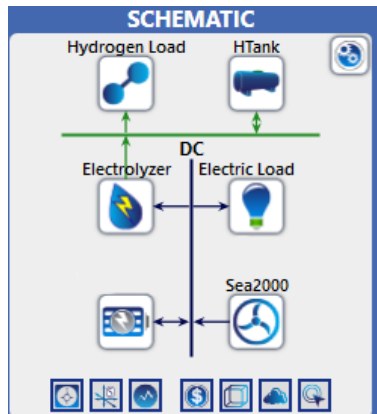 SCHEMATIC
Hydrogen Load
HTank
DC
Electrolyzer
Electric Load
Sea2000